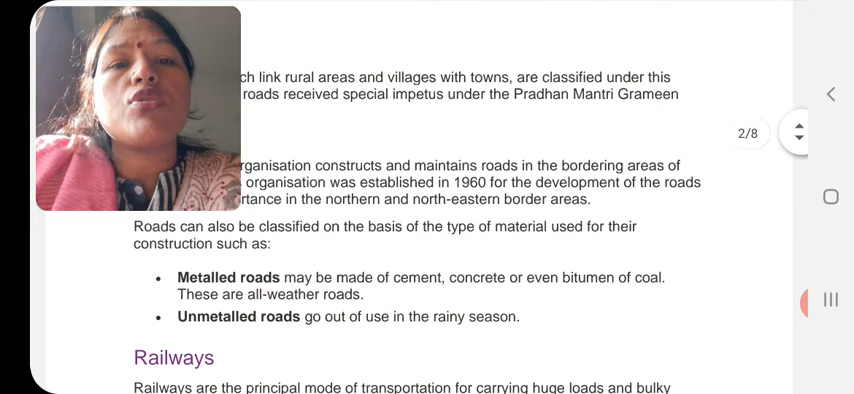 ch link rural areas and villages with towns, are classified under this
roads received special impetus under the Pradhan Mantri Grameen
2/8
rganisation constructs and maintains roads in the bordering areas of
organisation was established in 1960 for the development of the roads
rtance in the northern and north-eastern border areas.
Roads can also be classified on the basis of the type of material used for their
construction such as:
• Metalled roads may be made of cement, concrete or even bitumen of coal.
These are all-weather roads.
• Unmetalled roads go out of use in the rainy season.
Railways
Railways are the principal mode of transportation for carrying huge loads and bulky